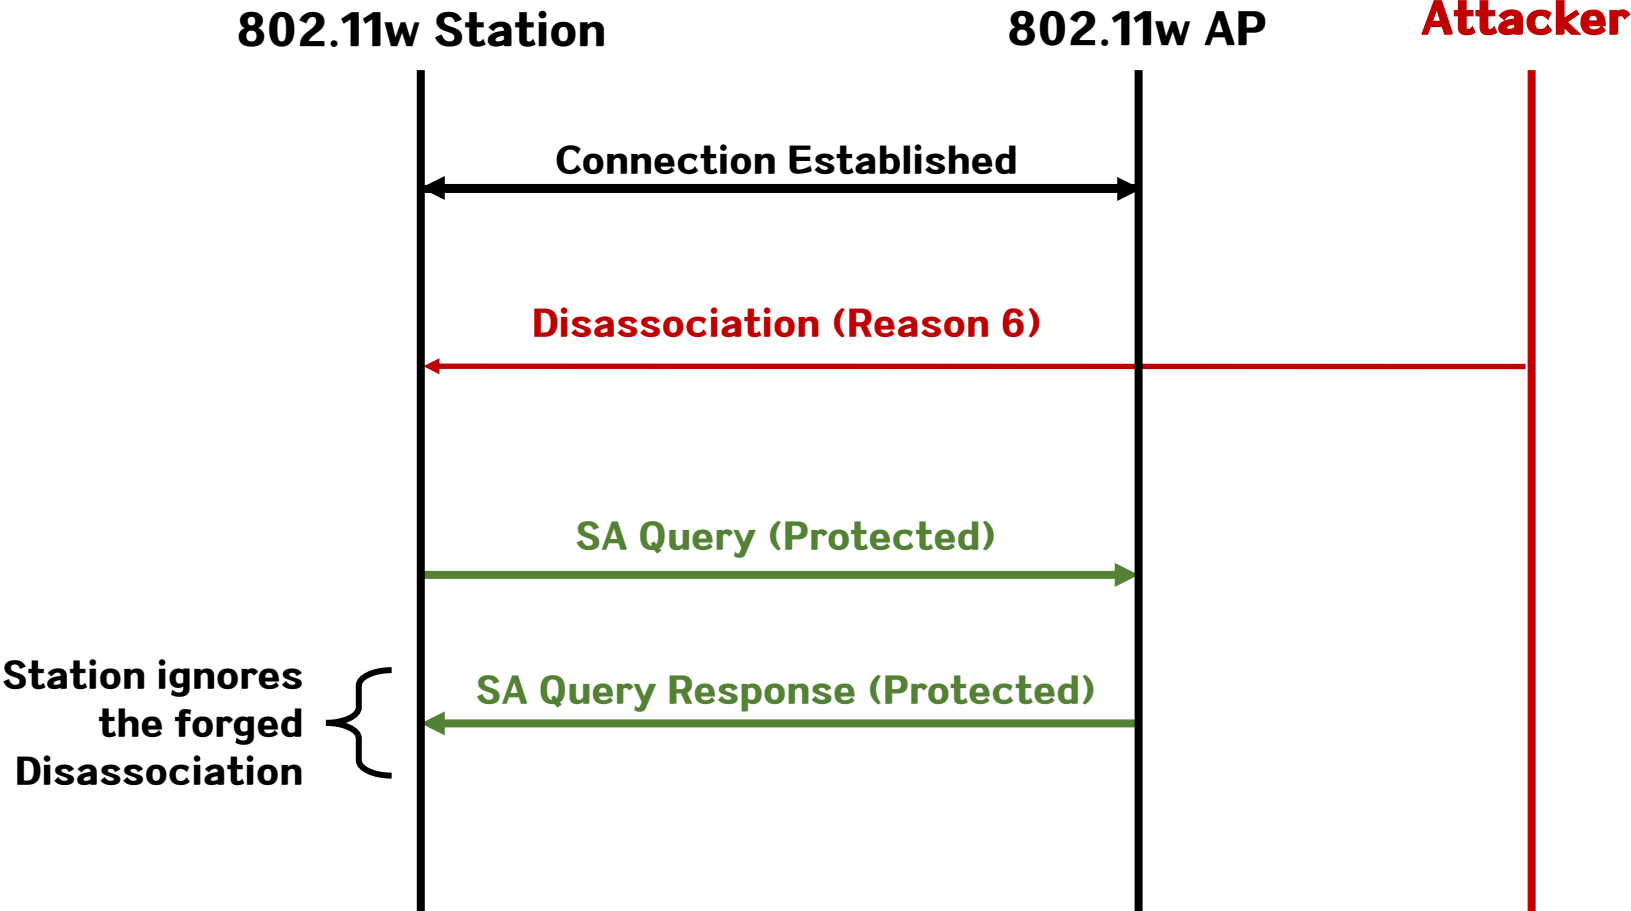 802.11w Station
802.11w AP
Attacker
Connection Established
Disassociation (Reason 6)
SA Query (Protected)
SA Query Response (Protected)
Station ignores
the forged
Disassociation